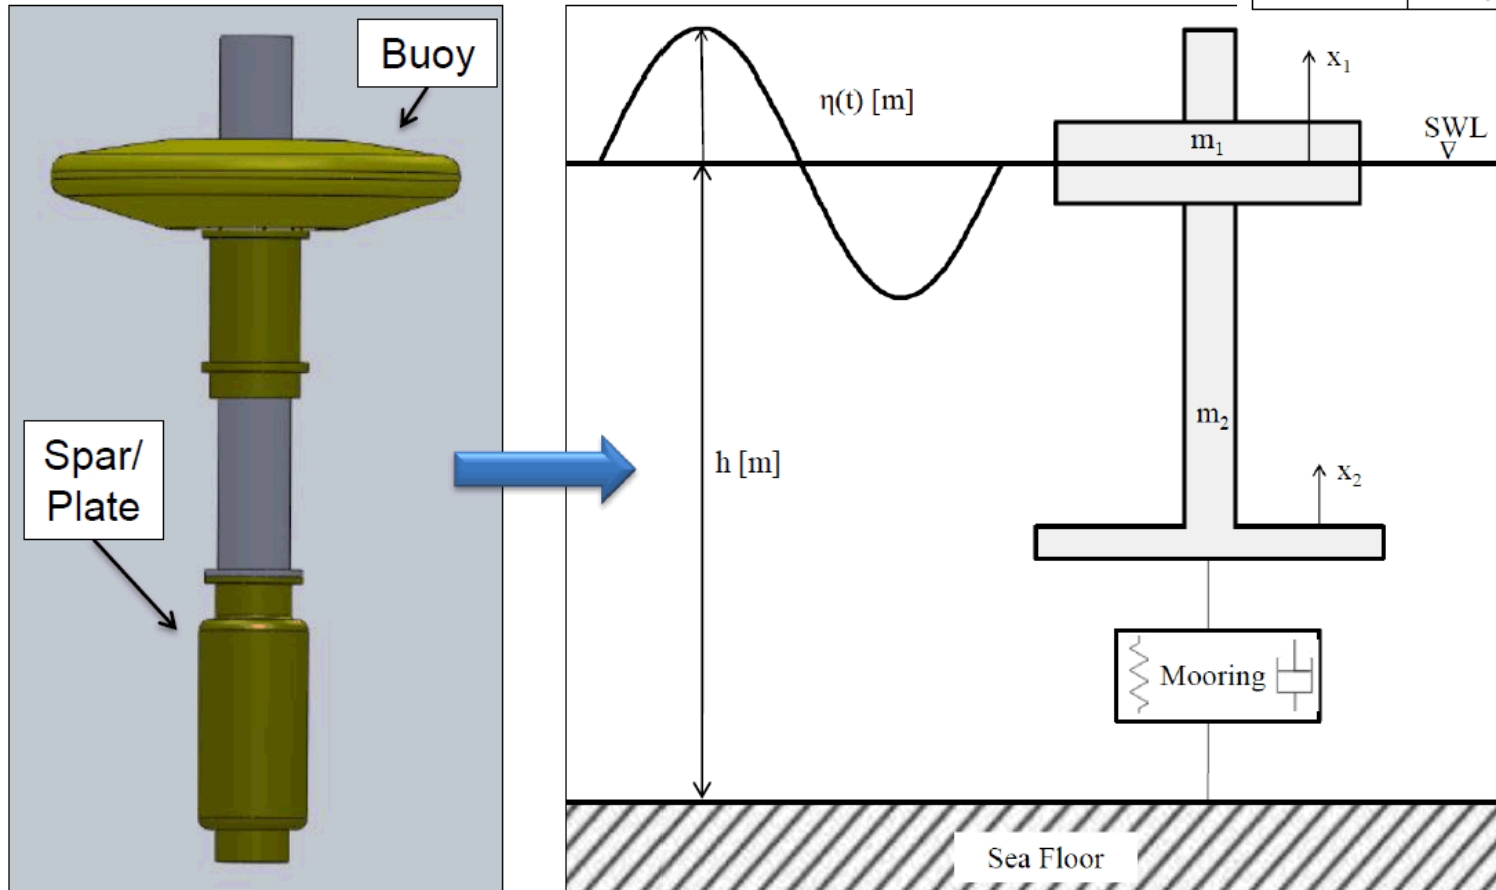 Buoy
Spar/
Plate
η(t) [m]
x₁
SWL
∇
m₁
h [m]
m₂
x₂
Mooring
Sea Floor